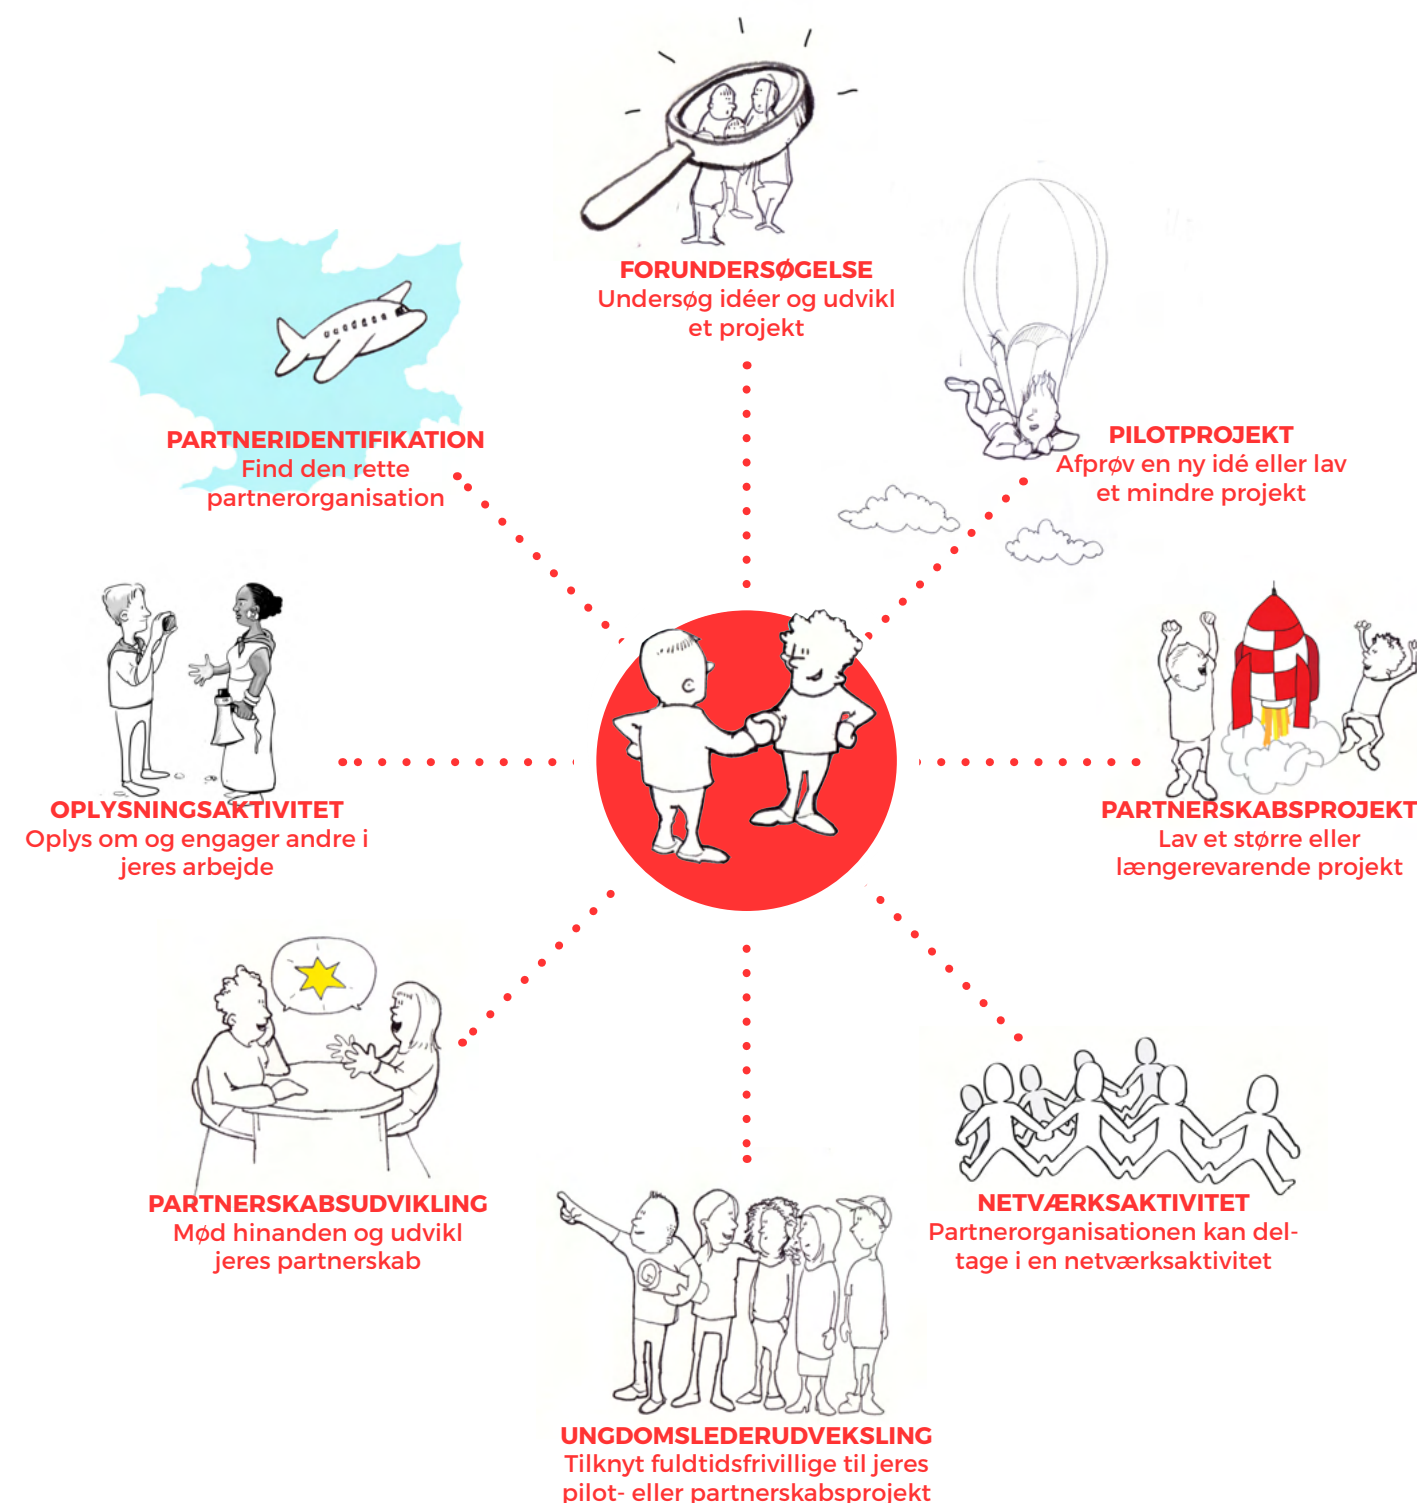 FORUNDERSØGELSE
Undersøg idéer og udvikl
et projekt
PILOTPROJEKT
Afprøv en ny idé eller lav
et mindre projekt
PARTNERIDENTIFIKATION
Find den rette
partnerorganisation
PARTNERSKABSPROJEKT
Lav et større eller
længerevarende projekt
OPLYSNINGSAKTIVITET
Oplys om og engager andre i
jeres arbejde
NETVÆRKSAKTIVITET
Partnerorganisationen kan del-
tage i en netværksaktivitet
PARTNERSKABSUDVIKLING
Mød hinanden og udvikl
jeres partnerskab
UNGDOMSLEDERUDVEKSLING
Tilknyt fuldtidsfrivillige til jeres
pilot- eller partnerskabsprojekt